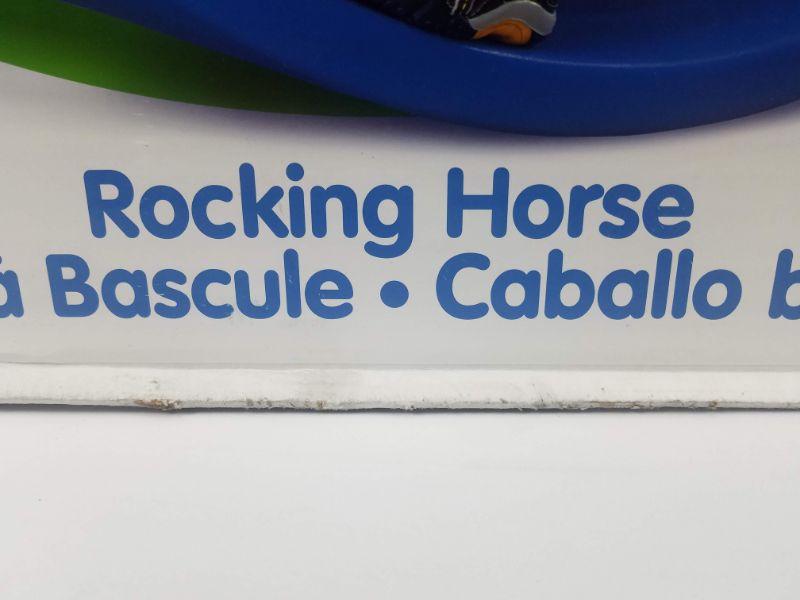 Rocking Horse
à Bascule • Caballo b